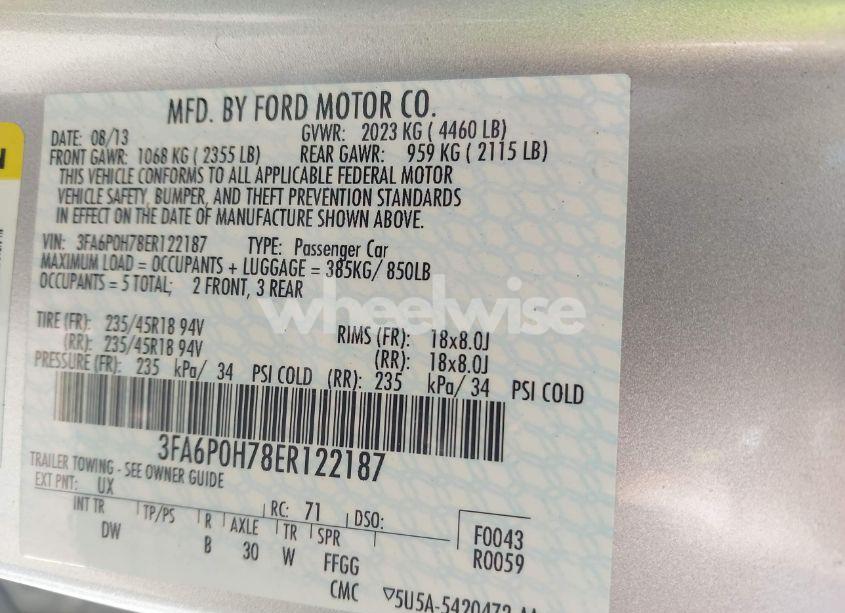 MFD. BY FORD MOTOR CO.
DATE: 08/13 GVWR: 2023 KG ( 4460 LB)
FRONT GAWR: 1068 KG ( 2355 LB) REAR GAWR: 959 KG ( 2115 LB)
THIS VEHICLE CONFORMS TO ALL APPLICABLE FEDERAL MOTOR
VEHICLE SAFETY, BUMPER, AND THEFT PREVENTION STANDARDS
IN EFFECT ON THE DATE OF MANUFACTURE SHOWN ABOVE.
VIN: 3FA6P0H78ER122187 TYPE: Passenger Car
MAXIMUM LOAD = OCCUPANTS + LUGGAGE = 385KG/ 850LB
OCCUPANTS = 5 TOTAL; 2 FRONT, 3 REAR
wheelwise
TIRE (FR): 235/45R18 94V RIMS (FR): 18x8.0J
(RR): 235/45R18 94V (RR): 18x8.0J
PRESSURE (FR): 235 kPa/ 34 PSI COLD (RR): 235 kPa/ 34 PSI COLD
3FA6P0H78ER122187
TRAILER TOWING - SEE OWNER GUIDE
EXT PNT: UX RC: 71 DSO:
INT TR TP/PS R AXLE TR SPR F0043
DW B 30 W FFGG R0059
CMC 5U5A-5420472-